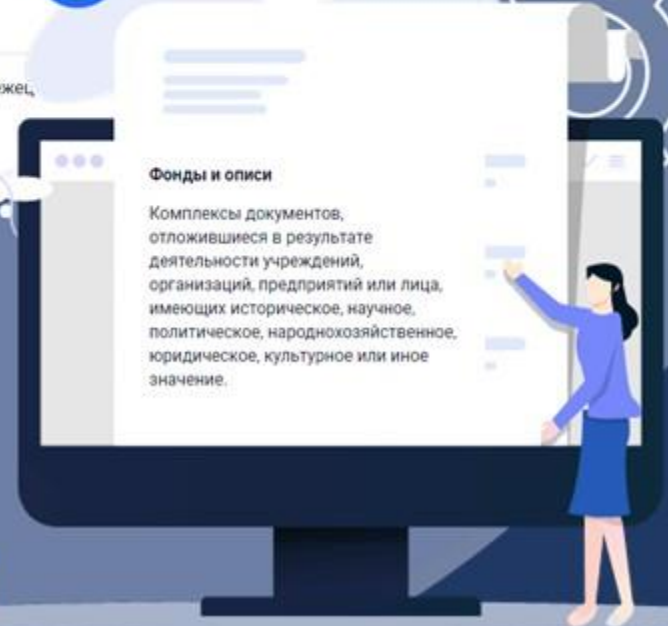 Фонды и описи
Комплексы документов,
отложившиеся в результате
деятельности учреждений,
организаций, предприятий или лица,
имеющих историческое, научное,
политическое, народнохозяйственное,
юридическое, культурное или иное
значение.